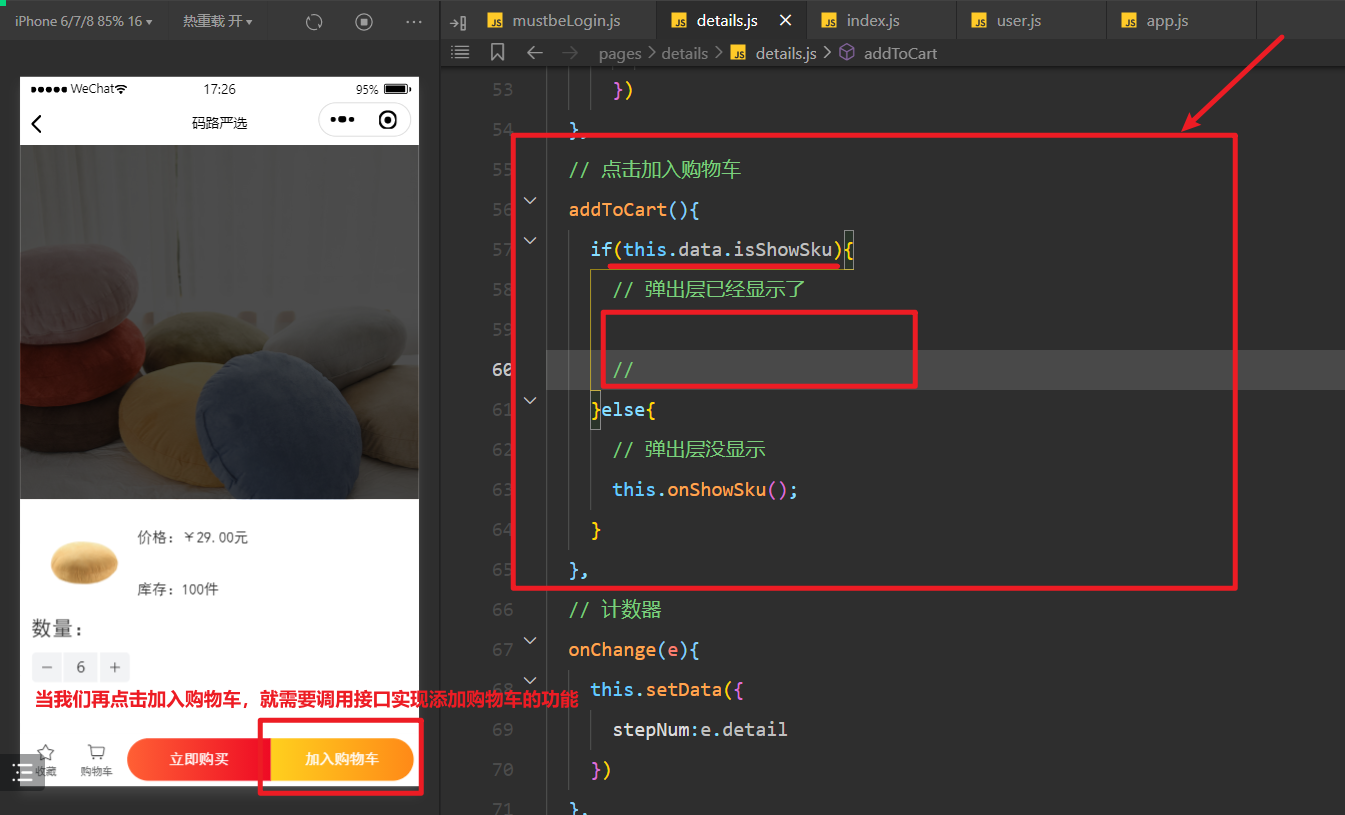 iPhone 6/7/8 85% 16
热重载 开
mustbeLogin.js
details.js
index.js
user.js
app.js
pages > details > details.js > addToCart
WeChat
17:26
95%
码路严选
价格：￥29.00元
库存：100件
数量：
− 6 +
当我们再点击加入购物车，就需要调用接口实现添加购物车的功能
收藏
购物车
立即购买
加入购物车
53 })
54 },
55 // 点击加入购物车
56 addToCart(){
57 if(this.data.isShowSku){
58 // 弹出层已经显示了
59
60 //
61 }else{
62 // 弹出层没显示
63 this.onShowSku();
64 }
65 },
66 // 计数器
67 onChange(e){
68 this.setData({
69 stepNum:e.detail
70 })
71 },